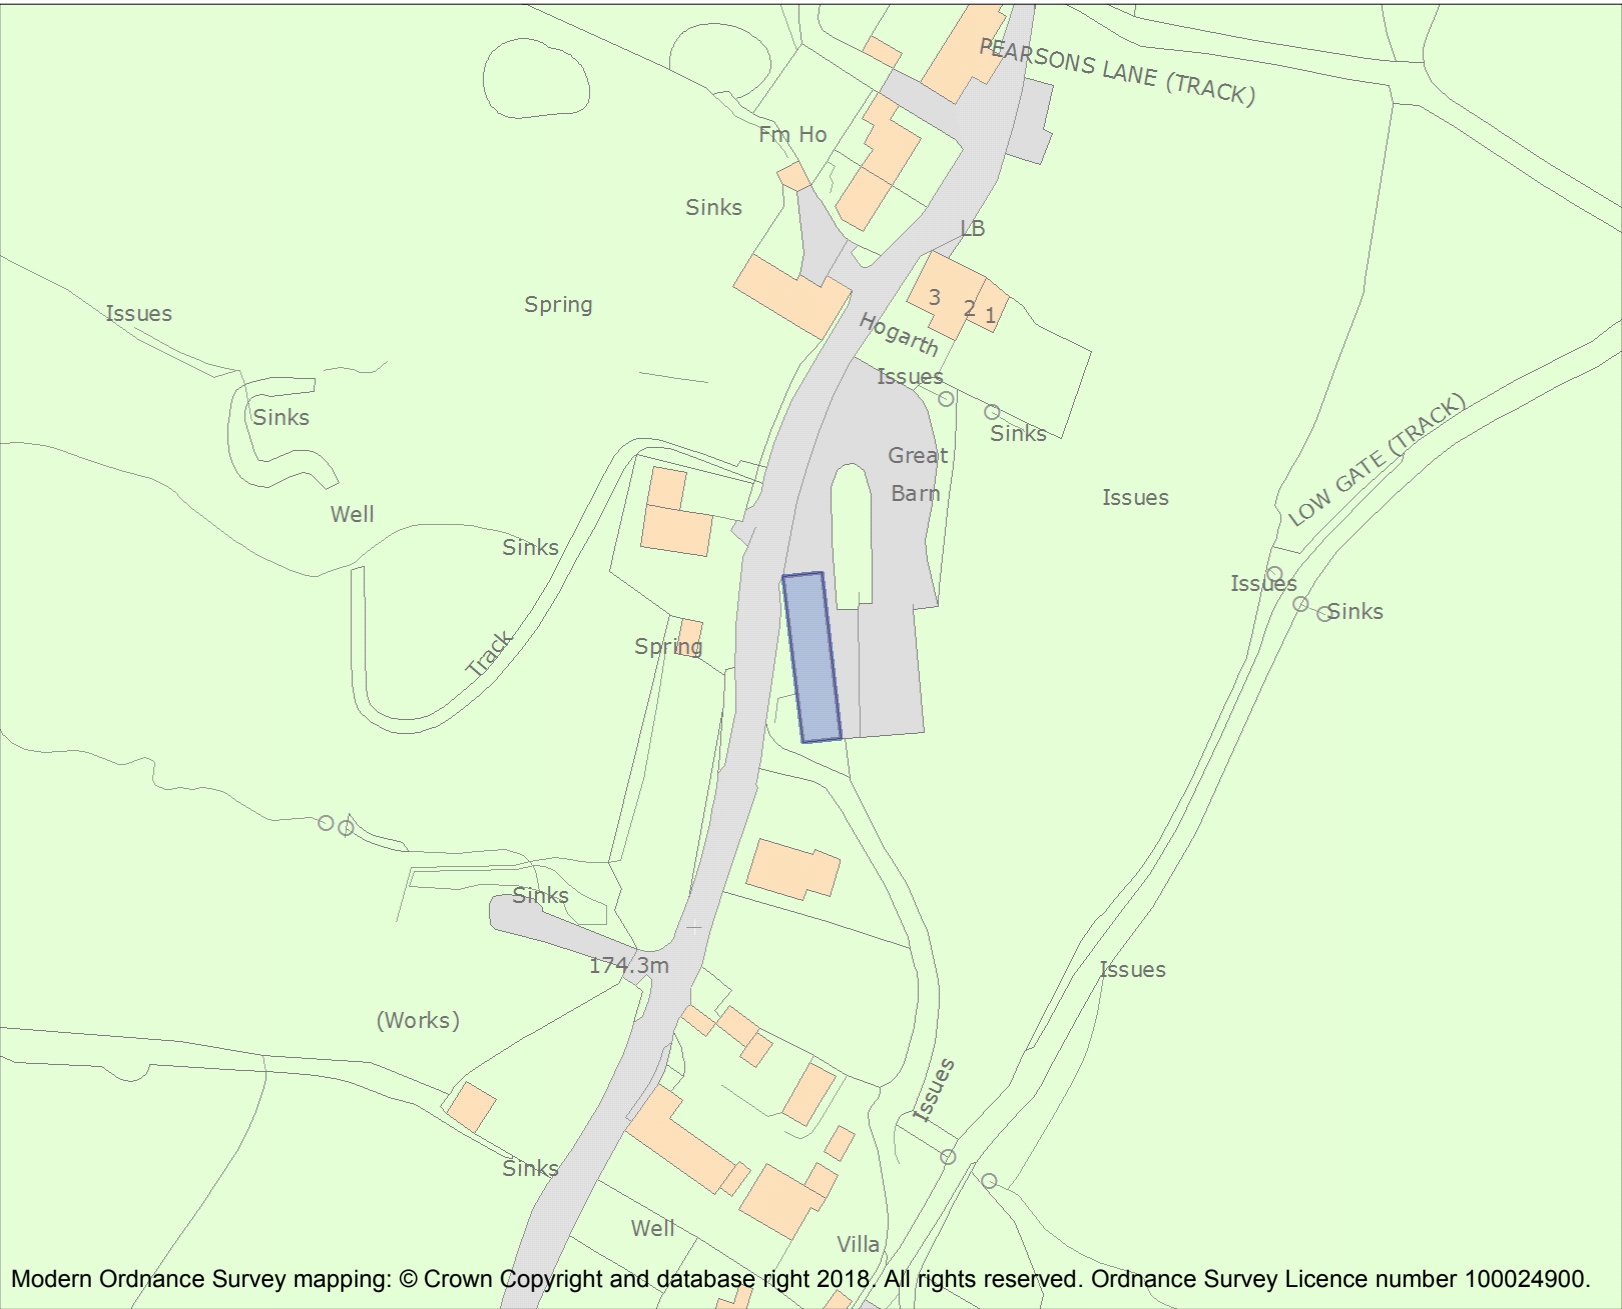 PEARSONS LANE (TRACK)
Fm Ho
Sinks
LB
Issues
Spring
3
2
1
Hogarth
Issues
Sinks
Sinks
LOW GATE (TRACK)
Great
Barn
Issues
Well
Sinks
Issues
Sinks
Track
Spring
Sinks
174.3m
Issues
(Works)
Issues
Sinks
Well
Villa
Modern Ordnance Survey mapping: © Crown Copyright and database right 2018. All rights reserved. Ordnance Survey Licence number 100024900.